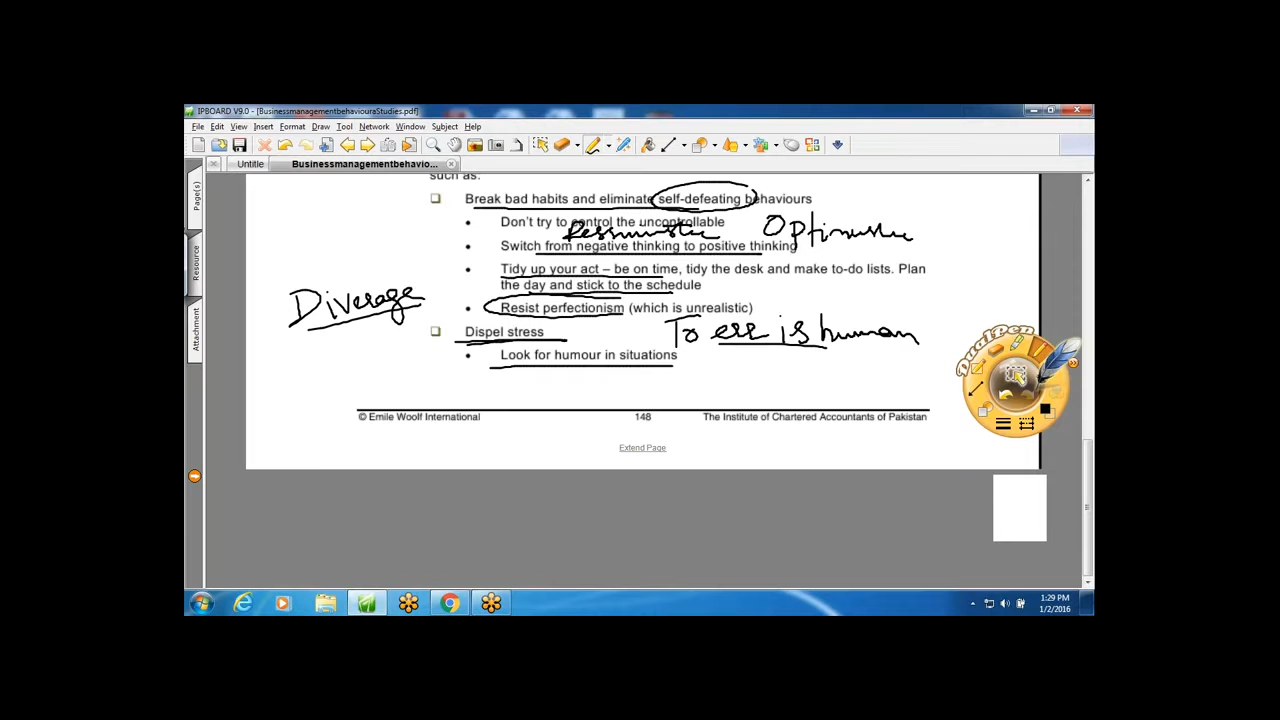 IPBOARD V9.0 - [BusinessmanagementbehaviouraStudies.pdf]
File Edit View Insert Format Draw Tool Network Window Subject Help
Untitle Businessmanagementbehavio...
Page(s)
Resource
Attachment
such as:
❑ Break bad habits and eliminate self-defeating behaviours
• Don't try to control the uncontrollable
Pessimistic Optimistic
• Switch from negative thinking to positive thinking
• Tidy up your act – be on time, tidy the desk and make to-do lists. Plan
the day and stick to the schedule
Diverage
• Resist perfectionism (which is unrealistic)
❑ Dispel stress
To err is human
• Look for humour in situations
© Emile Woolf International 148 The Institute of Chartered Accountants of Pakistan
Extend Page
DualPen
1:29 PM
1/2/2016